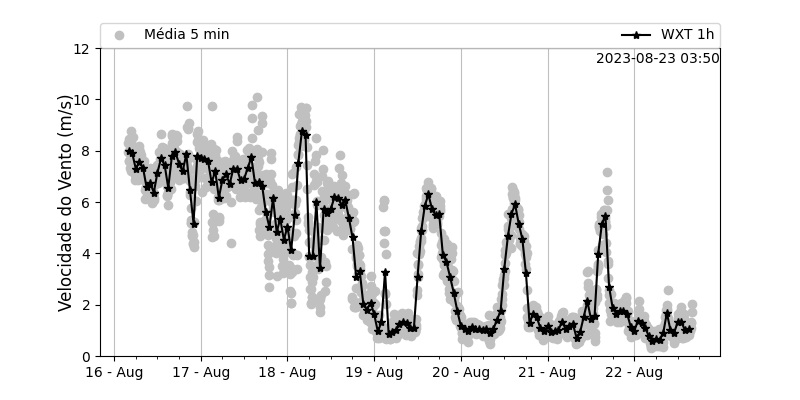 Média 5 min
WXT 1h
2023-08-23 03:50
Velocidade do Vento (m/s)
12
10
8
6
4
2
0
16 - Aug
17 - Aug
18 - Aug
19 - Aug
20 - Aug
21 - Aug
22 - Aug